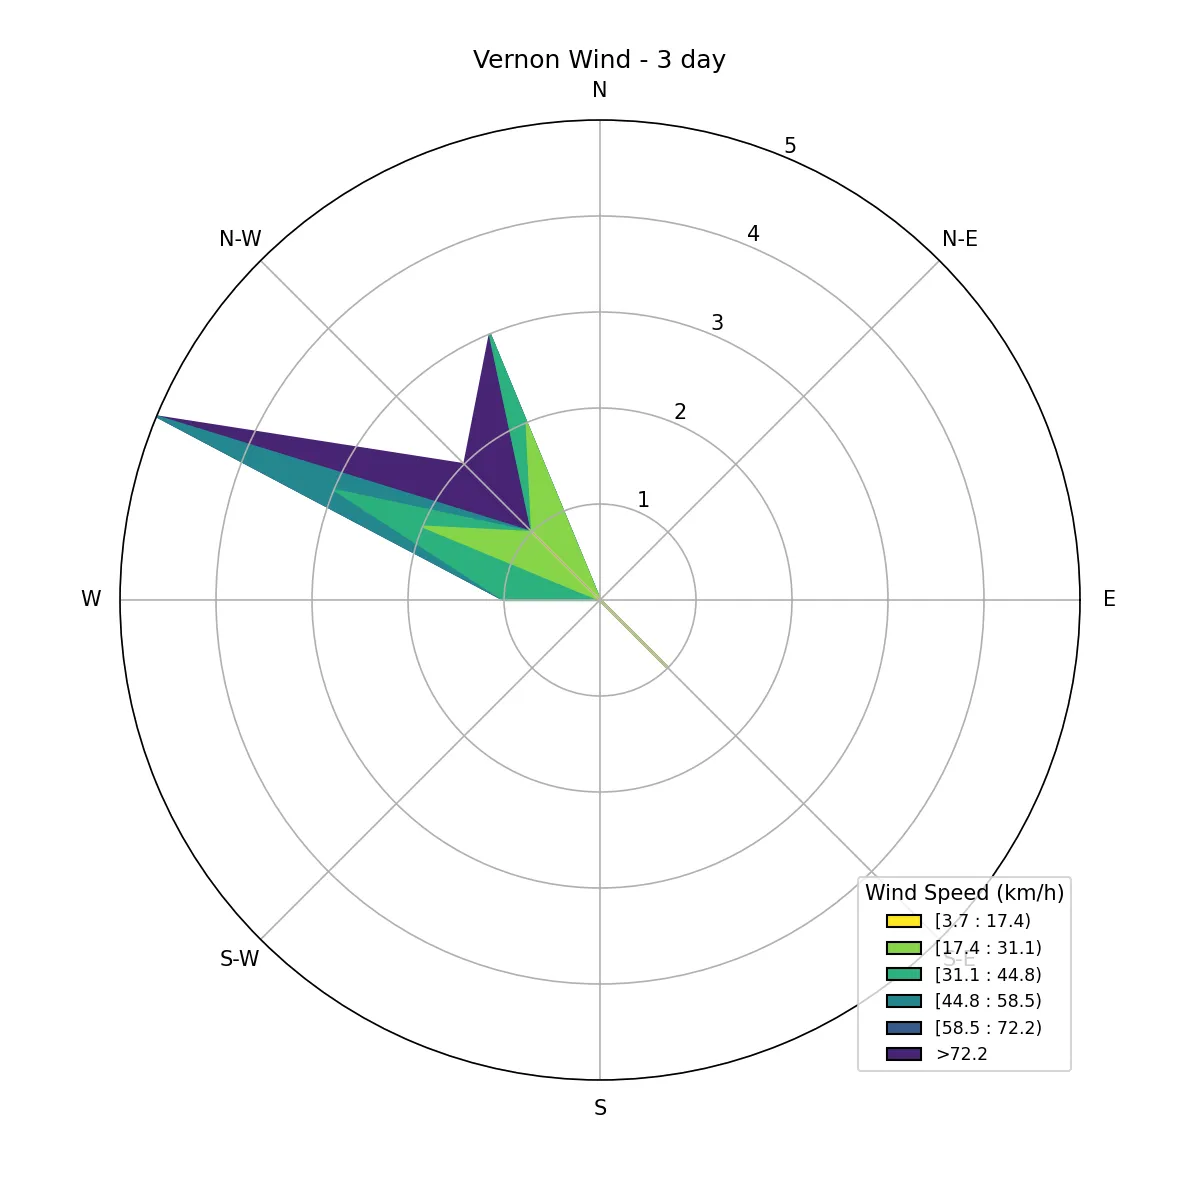 Vernon Wind - 3 day
N
5
N-W
4
N-E
3
2
1
W
E
S-W
S-E
S
Wind Speed (km/h)
[3.7 : 17.4)
[17.4 : 31.1)
[31.1 : 44.8)
[44.8 : 58.5)
[58.5 : 72.2)
>72.2